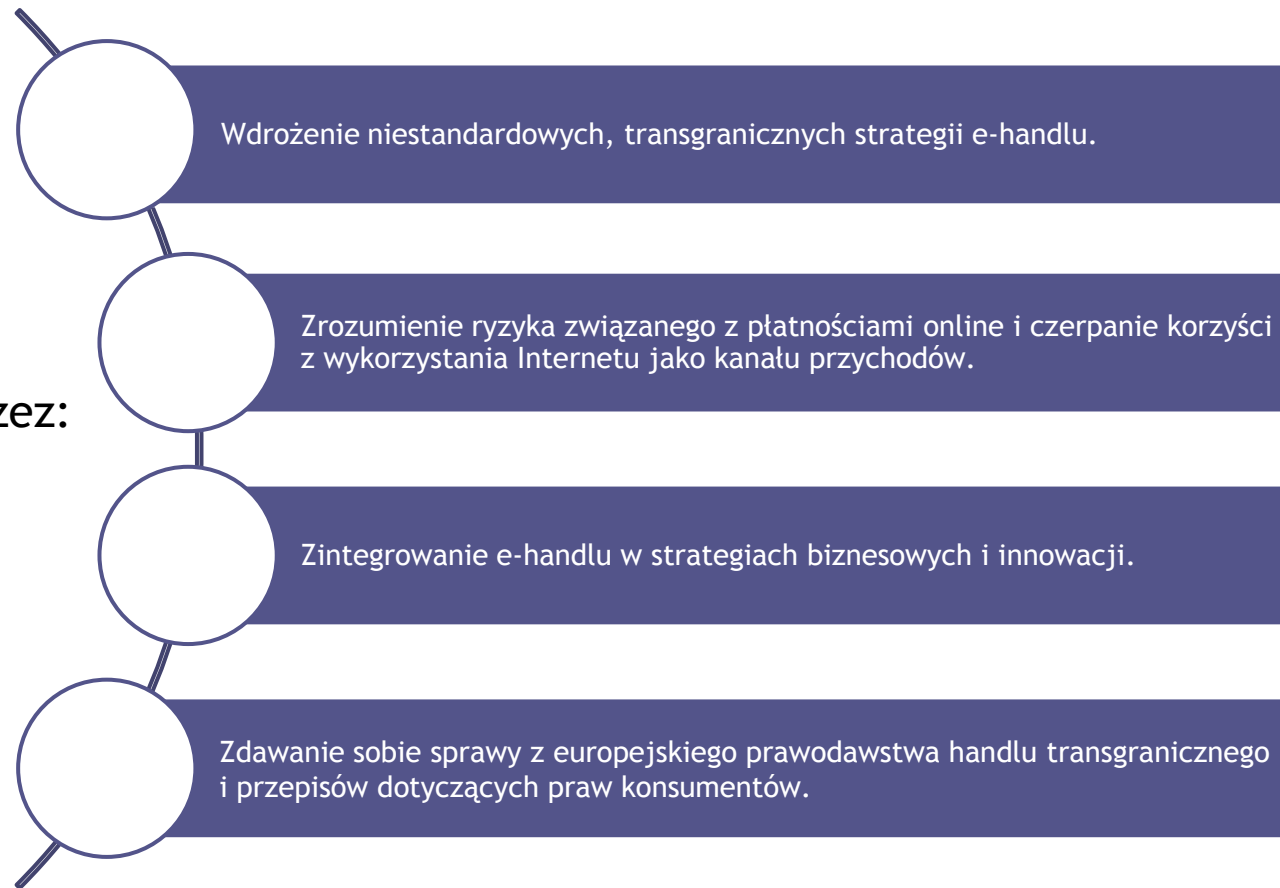 Wdrożenie niestandardowych, transgranicznych strategii e-handlu.
Zrozumienie ryzyka związanego z płatnościami online i czerpanie korzyści
z wykorzystania Internetu jako kanału przychodów.
zez:
Zintegrowanie e-handlu w strategiach biznesowych i innowacji.
Zdawanie sobie sprawy z europejskiego prawodawstwa handlu transgranicznego
i przepisów dotyczących praw konsumentów.